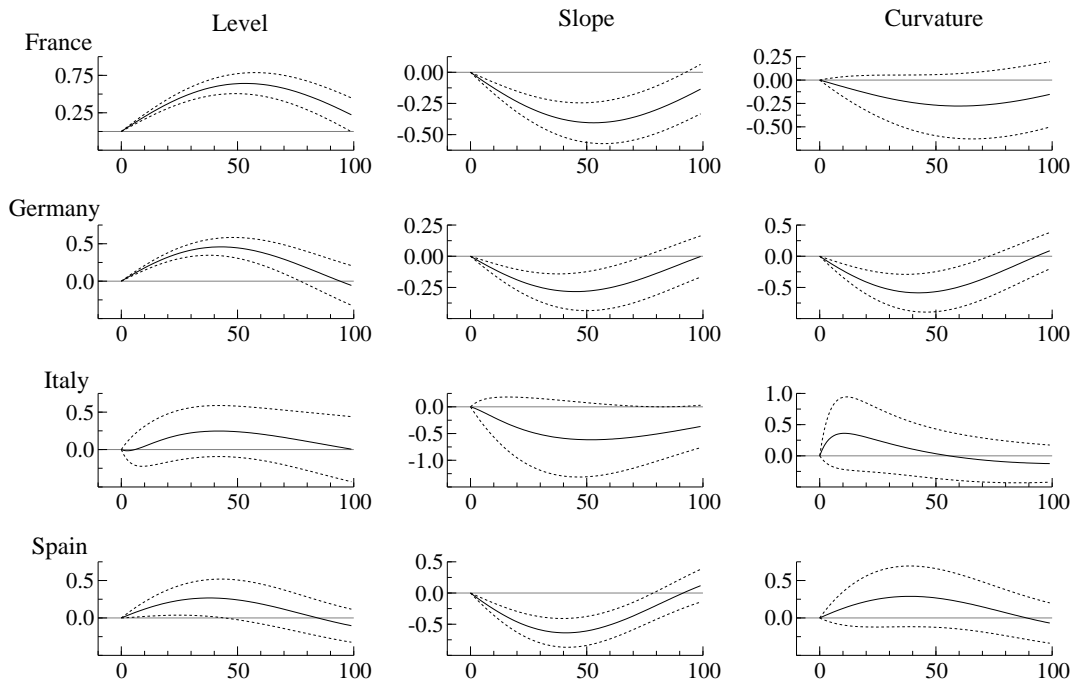 Level Slope Curvature
France
0.75 0.00 0.25
0.25 -0.25 0.00
-0.50 -0.25
-0.50
0 50 100 0 50 100 0 50 100
Germany
0.5 0.25 0.5
0.0 0.00 0.0
-0.25 -0.5
0 50 100 0 50 100 0 50 100
Italy
0.5 0.0 1.0
0.0 -0.5 0.5
-1.0 0.0
0 50 100 0 50 100 0 50 100
Spain
0.5 0.5 0.5
0.0 0.0 0.0
-0.5
0 50 100 0 50 100 0 50 100